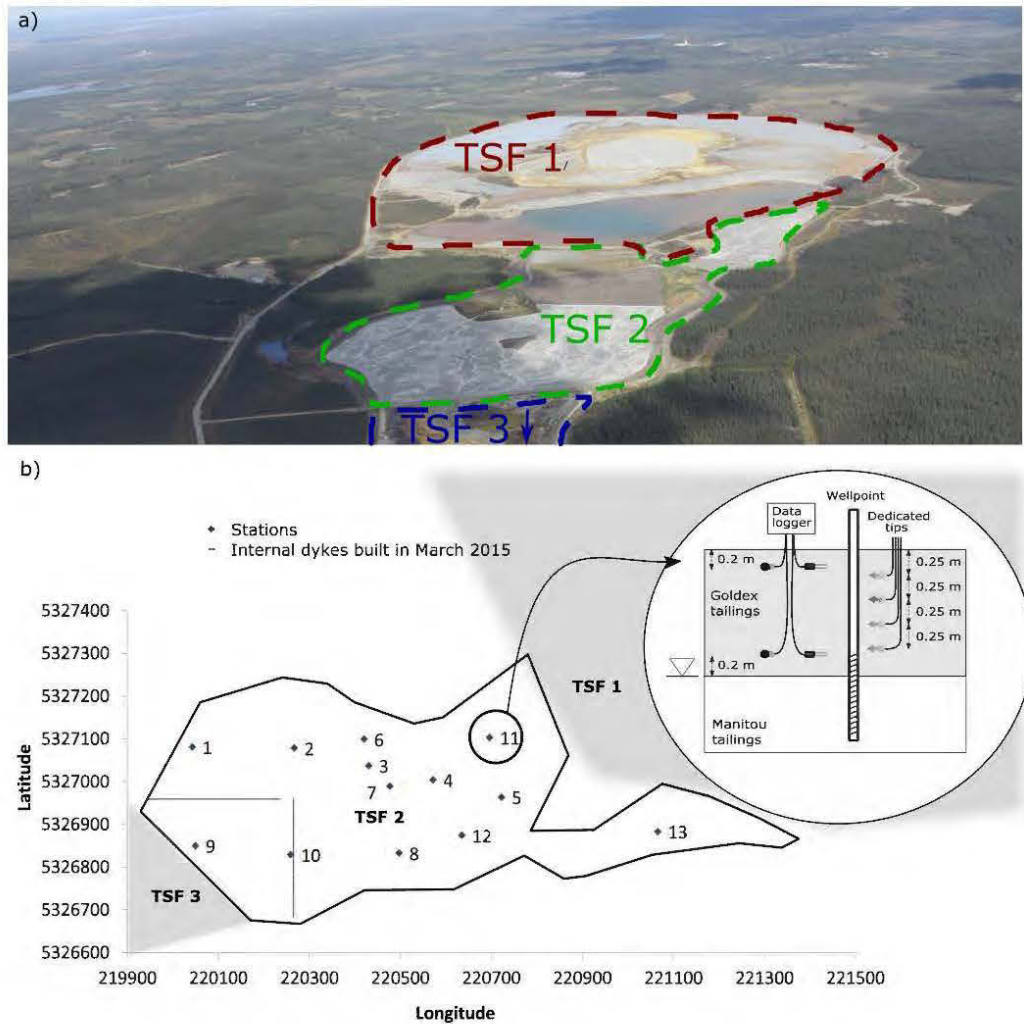 a)
TSF 1
TSF 2
TSF 3
b)
Stations
Internal dykes built in March 2015
Wellpoint
Data
logger
Dedicated
tips
0.2 m
0.25 m
0.25 m
Goldex
tailings
0.25 m
0.25 m
0.2 m
Manitou
tailings
TSF 1
5327400
5327300
5327200
5327100
5327000
5326900
5326800
5326700
5326600
Latitude
1
2
6
3
7
4
11
5
TSF 2
12
13
9
10
8
TSF 3
219900
220100
220300
220500
220700
220900
221100
221300
221500
Longitude